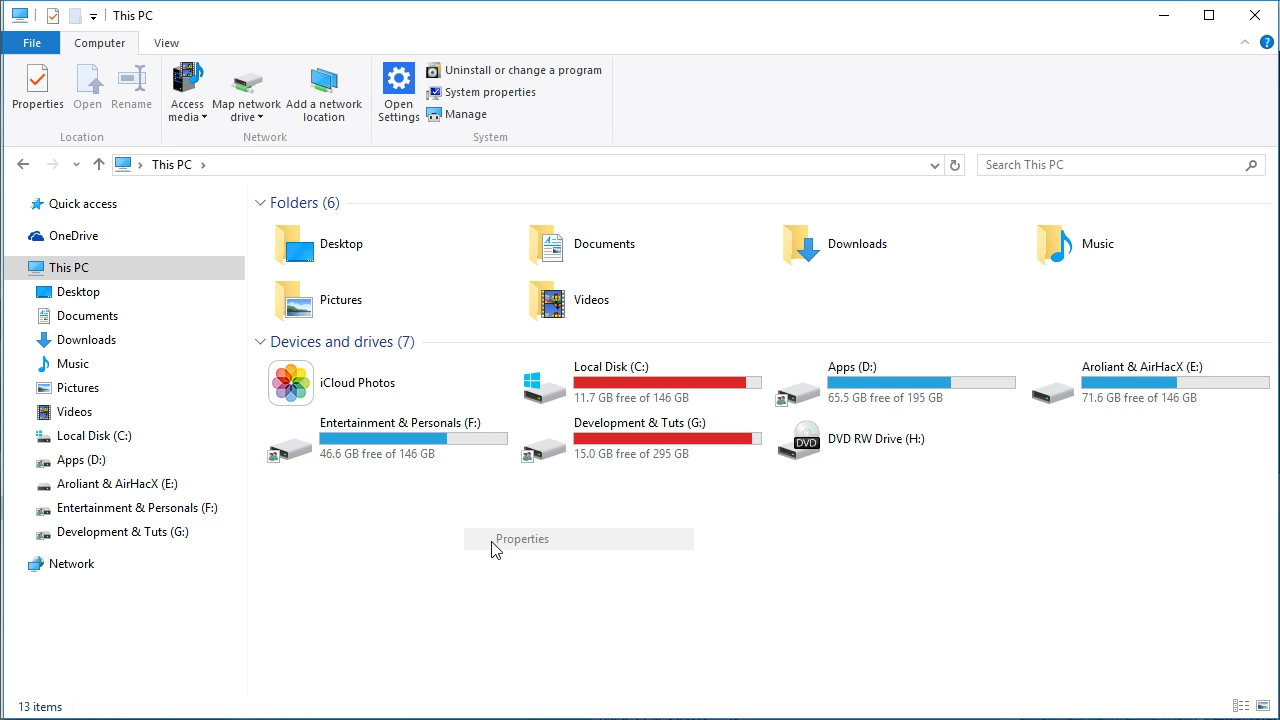 This PC
File
Computer
View
Properties
Open
Rename
Access media
Map network drive
Add a network location
Open Settings
Uninstall or change a program
System properties
Manage
Location
Network
System
This PC
Search This PC
Quick access
OneDrive
This PC
Desktop
Documents
Downloads
Music
Pictures
Videos
Local Disk (C:)
Apps (D:)
Aroliant & AirHacX (E:)
Entertainment & Personals (F:)
Development & Tuts (G:)
Network
Folders (6)
Desktop
Documents
Downloads
Music
Pictures
Videos
Devices and drives (7)
iCloud Photos
Local Disk (C:)
11.7 GB free of 146 GB
Apps (D:)
65.5 GB free of 195 GB
Aroliant & AirHacX (E:)
71.6 GB free of 146 GB
Entertainment & Personals (F:)
46.6 GB free of 146 GB
Development & Tuts (G:)
15.0 GB free of 295 GB
DVD
DVD RW Drive (H:)
Properties
13 items